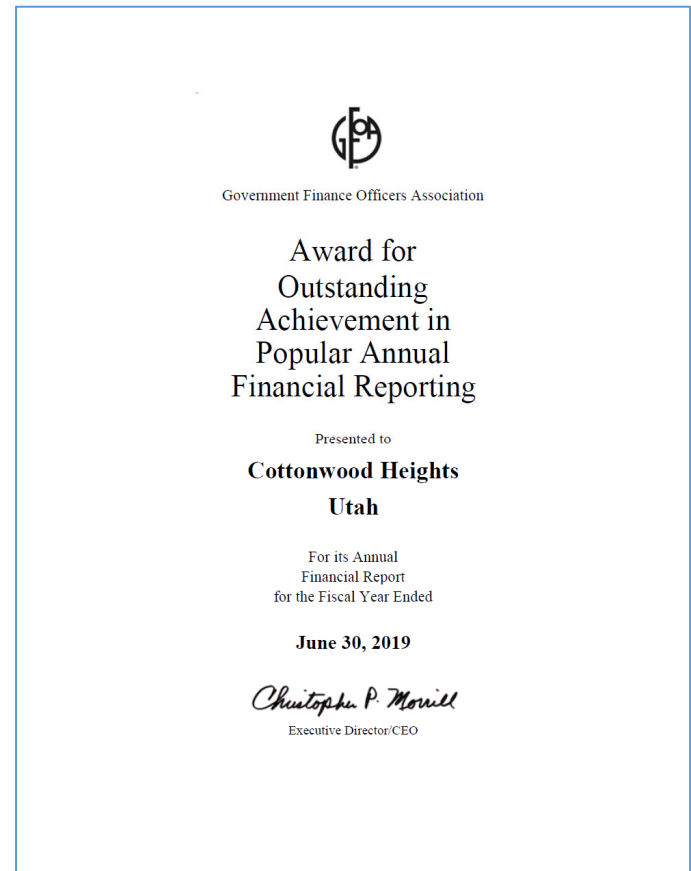 GFOA
Government Finance Officers Association
Award for
Outstanding
Achievement in
Popular Annual
Financial Reporting
Presented to
Cottonwood Heights
Utah
For its Annual
Financial Report
for the Fiscal Year Ended
June 30, 2019
Christopher P. Morrill
Executive Director/CEO